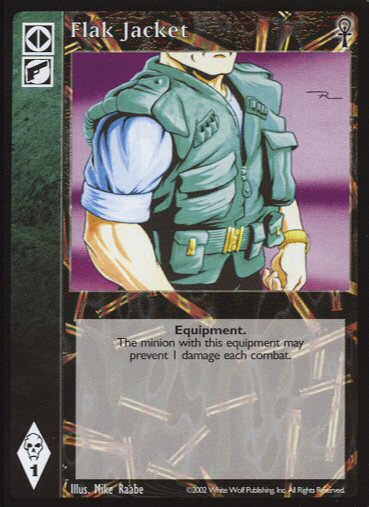 Flak Jacket
Equipment.
The minion with this equipment may
prevent 1 damage each combat.
1
Illus. Mike Raabe
©2002 White Wolf Publishing, Inc. All Rights Reserved.